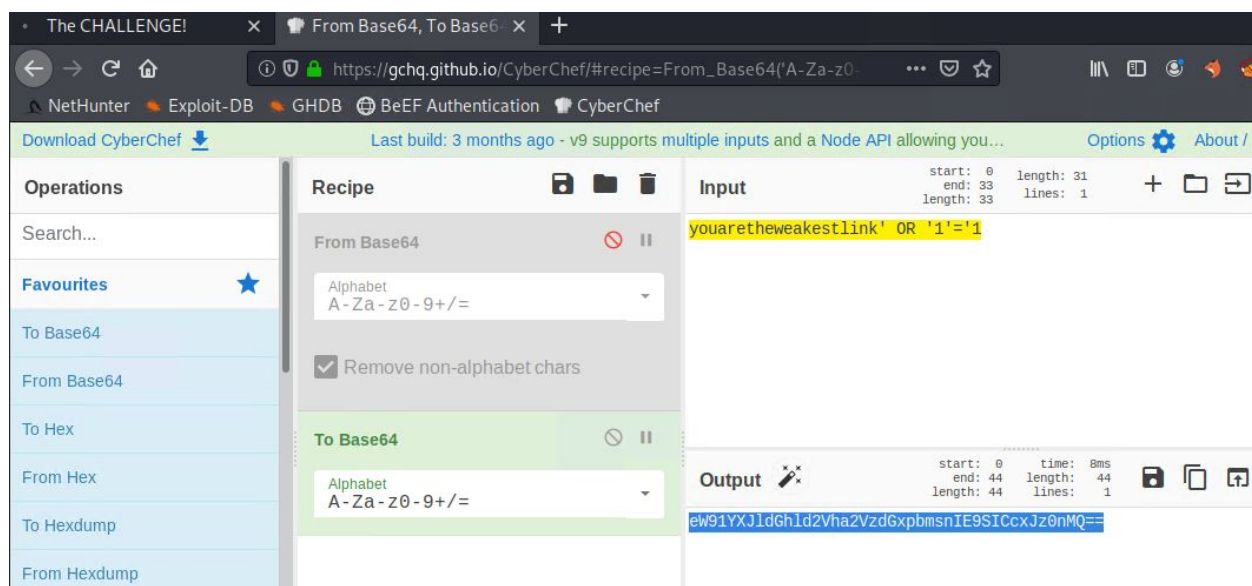 The CHALLENGE!
From Base64, To Base64
https://gchq.github.io/CyberChef/#recipe=From_Base64('A-Za-z0-
NetHunter Exploit-DB GHDB BeEF Authentication CyberChef
Download CyberChef
Last build: 3 months ago - v9 supports multiple inputs and a Node API allowing you…
Options
About /
Operations
Search...
Favourites
To Base64
From Base64
To Hex
From Hex
To Hexdump
From Hexdump
Recipe
From Base64
Alphabet
A-Za-z0-9+/=
Remove non-alphabet chars
To Base64
Alphabet
A-Za-z0-9+/=
Input
start: 0
end: 33
length: 33
length: 31
lines: 1
youaretheweakestlink' OR '1'='1
Output
start: 0
end: 44
length: 44
time: 8ms
length: 44
lines: 1
eW91YXJldGhld2Vha2VzdGxpbmsnIE9SICcxJz0nMQ==